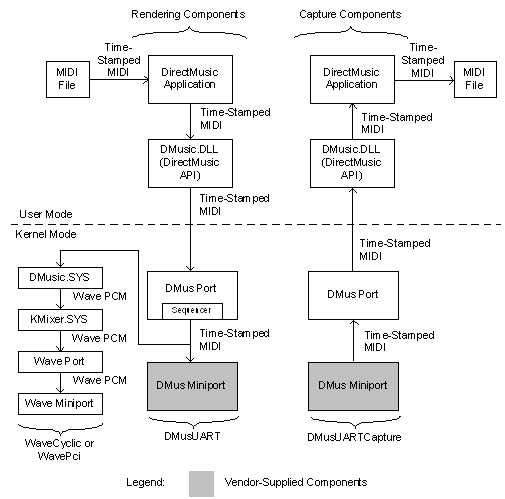 Rendering Components
Capture Components
Time-
Stamped
MIDI
Time-
Stamped
MIDI
MIDI
File
DirectMusic
Application
DirectMusic
Application
MIDI
File
Time-Stamped
MIDI
Time-Stamped
MIDI
DMusic.DLL
(DirectMusic
API)
DMusic.DLL
(DirectMusic
API)
Time-Stamped
MIDI
User Mode
Kernel Mode
Time-Stamped
MIDI
DMusic.SYS
Wave PCM
KMixer.SYS
Wave PCM
Wave Port
Wave PCM
Wave Miniport
WaveCyclic or
WavePci
DMus Port
Sequencer
Time-Stamped
MIDI
DMus Miniport
DMusUART
DMus Port
Time-Stamped
MIDI
DMus Miniport
DMusUARTCapture
Legend:
Vendor-Supplied Components